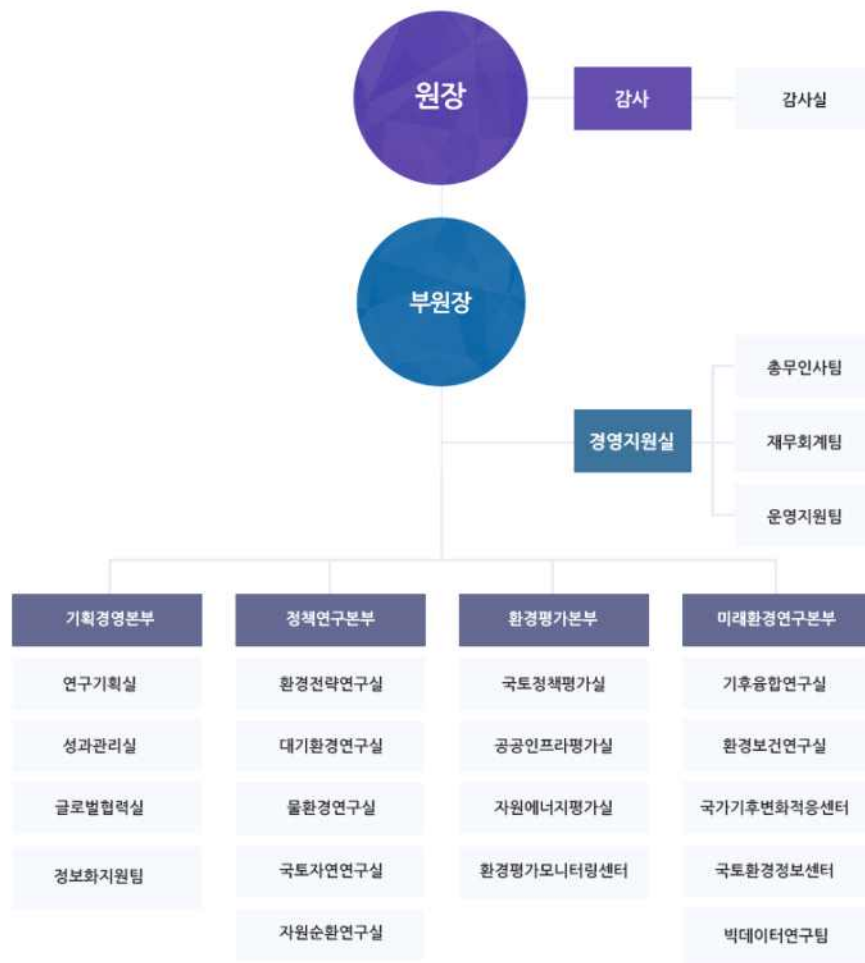 원장
감사
감사실
부원장
총무인사팀
경영지원실
재무회계팀
운영지원팀
기획경영본부
연구기획실
성과관리실
글로벌협력실
정보화지원팀
정책연구본부
환경전략연구실
대기환경연구실
물환경연구실
국토자연연구실
자원순환연구실
환경평가본부
국토정책평가실
공공인프라평가실
자원에너지평가실
환경평가모니터링센터
미래환경연구본부
기후융합연구실
환경보건연구실
국가기후변화적응센터
국토환경정보센터
빅데이터연구팀